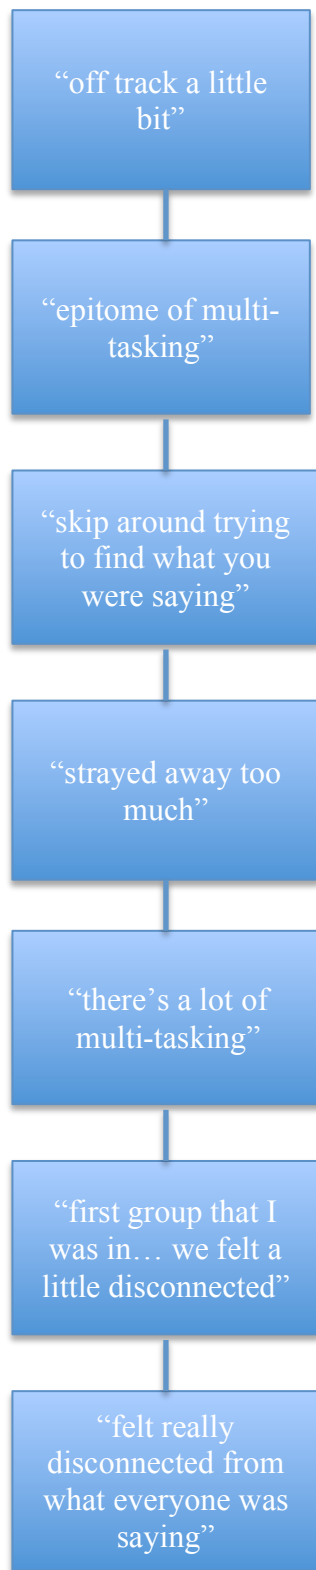 “off track a little
bit”
“epitome of multi-
tasking”
“skip around trying
to find what you
were saying”
“strayed away too
much”
“there’s a lot of
multi-tasking”
“first group that I
was in… we felt a
little disconnected”
“felt really
disconnected from
what everyone was
saying”